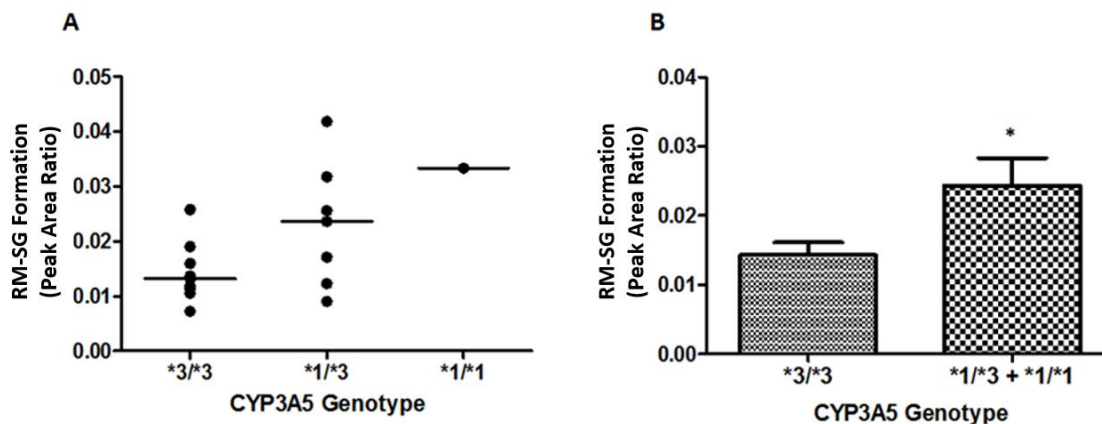 A
RM-SG Formation
(Peak Area Ratio)
0.05
0.04
0.03
0.02
0.01
0.00
*3/*3
*1/*3
*1/*1
CYP3A5 Genotype
B
RM-SG Formation
(Peak Area Ratio)
0.04
0.03
0.02
0.01
0.00
*
*3/*3
*1/*3 + *1/*1
CYP3A5 Genotype